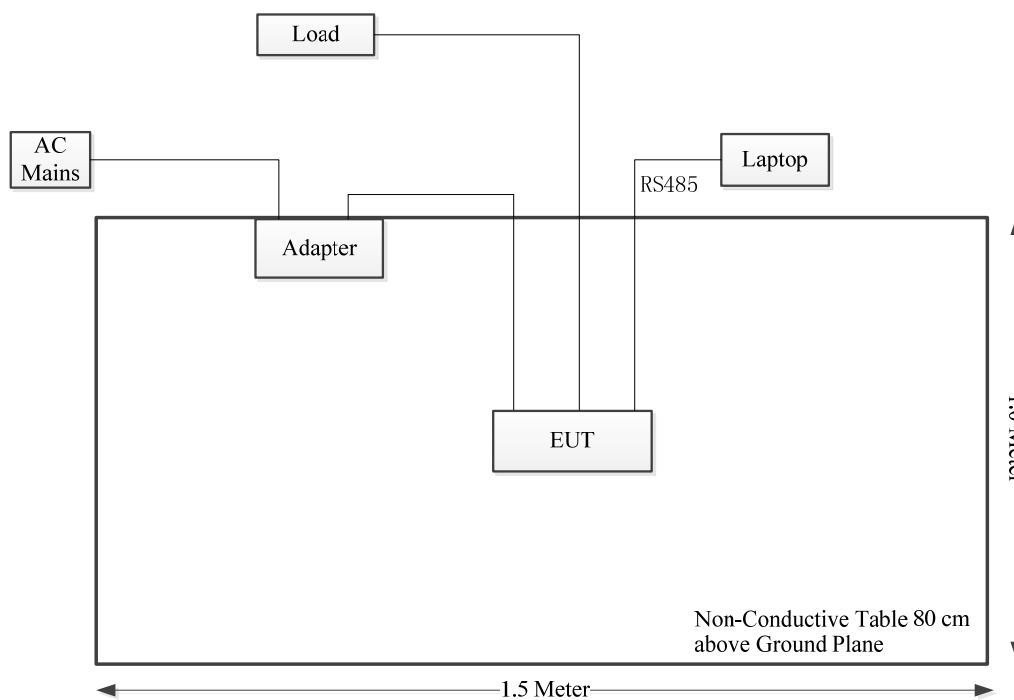 Load
AC
Mains
Laptop
RS485
Adapter
EUT
Non-Conductive Table 80 cm
above Ground Plane
1.5 Meter